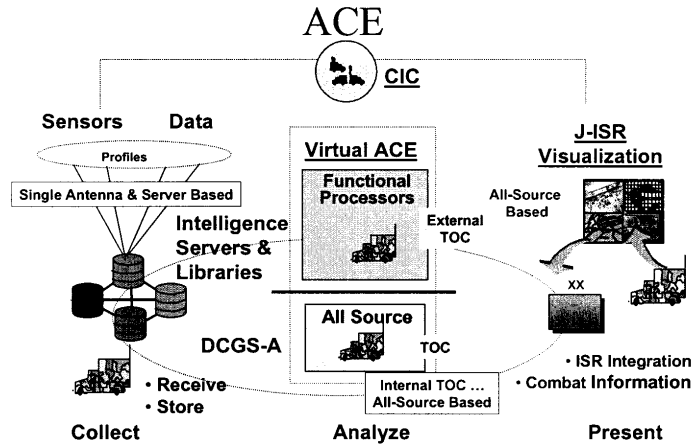 ACE
CIC
Sensors Data
Profiles
Single Antenna & Server Based
Intelligence
Servers &
Libraries
DCGS-A
• Receive
• Store
Collect
Virtual ACE
Functional
Processors
External
TOC
All Source
TOC
Internal TOC ...
All-Source Based
Analyze
J-ISR
Visualization
All-Source
Based
XX
• ISR Integration
• Combat Information
Present